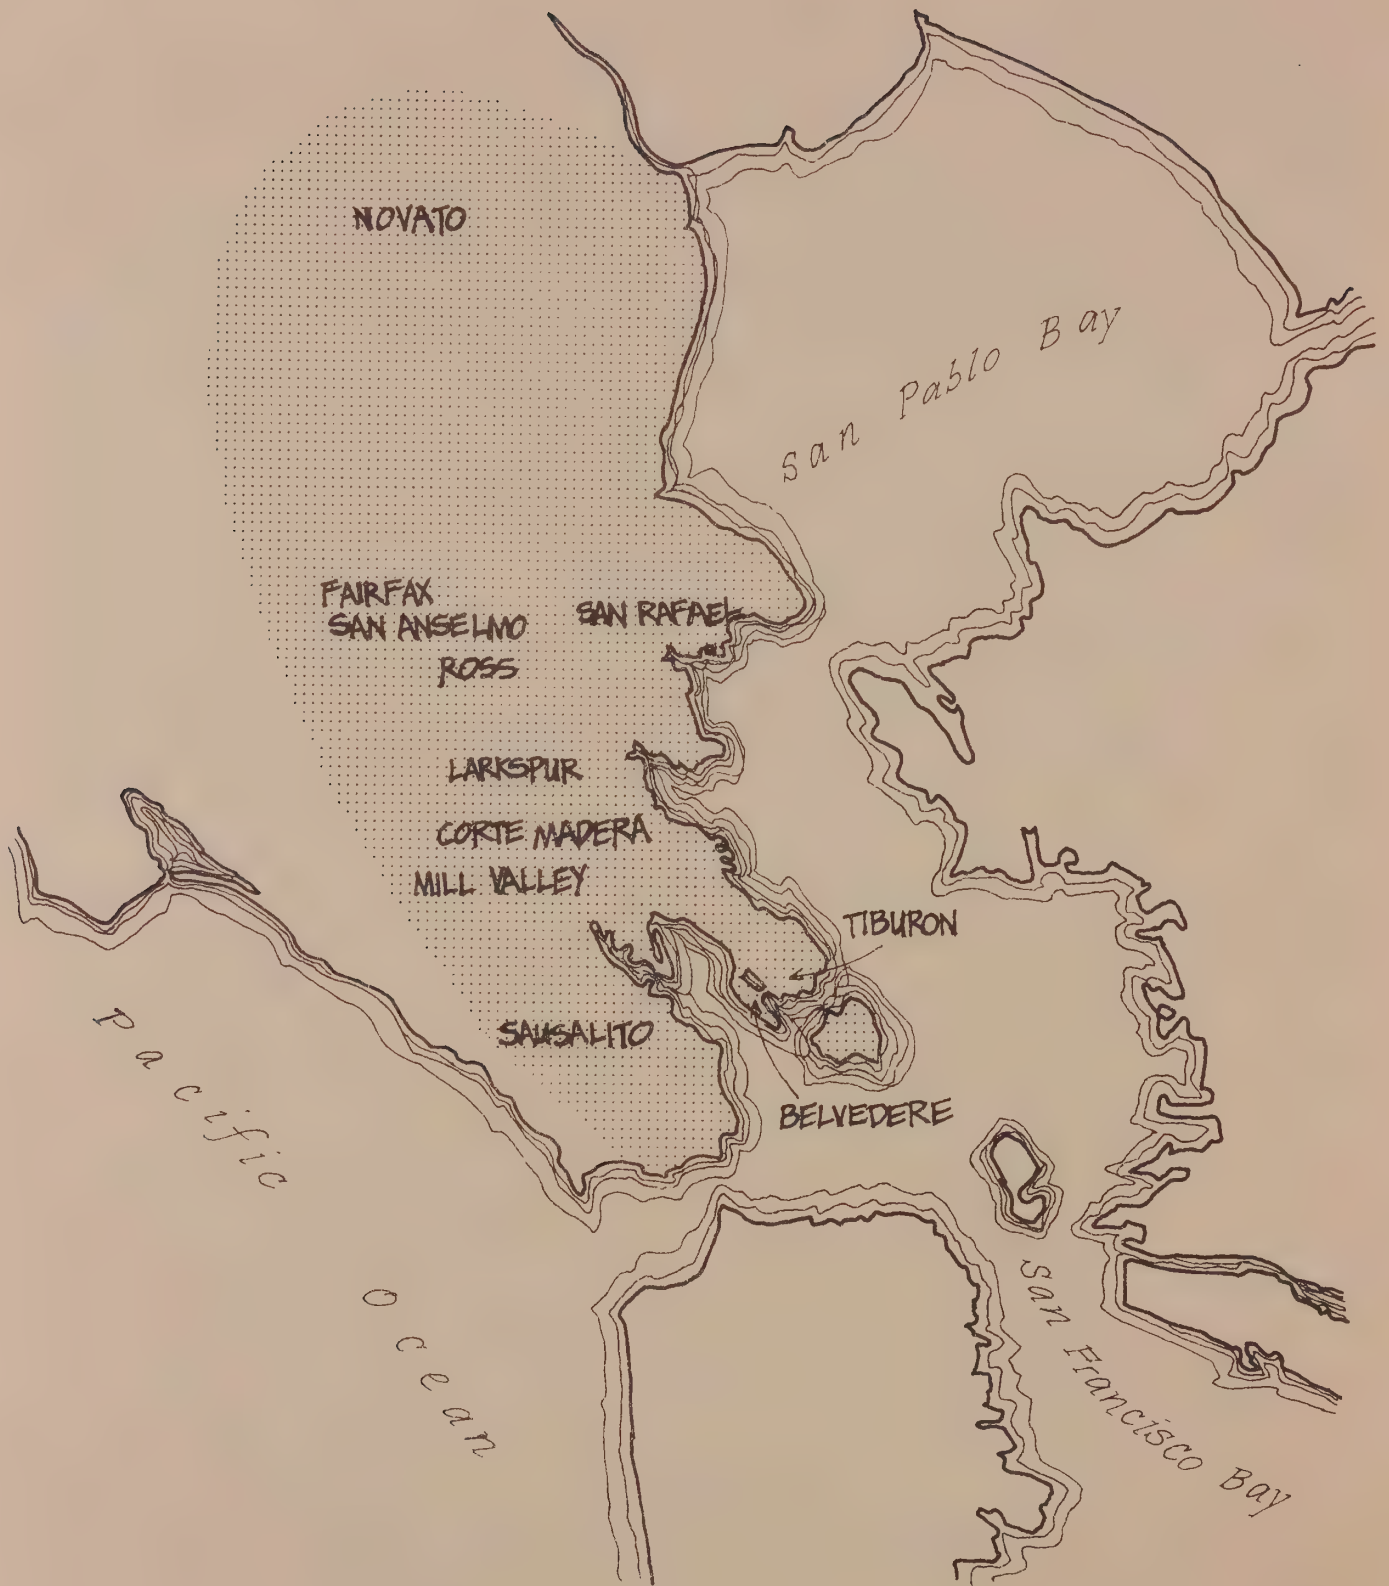 NOVATO
San Pablo Bay
FAIRFAX
SAN ANSELMO
SAN RAFAEL
ROSS
LARKSPUR
CORTE MADERA
MILL VALLEY
TIBURON
SAUSALITO
BELVEDERE
Pacific Ocean
San Francisco Bay